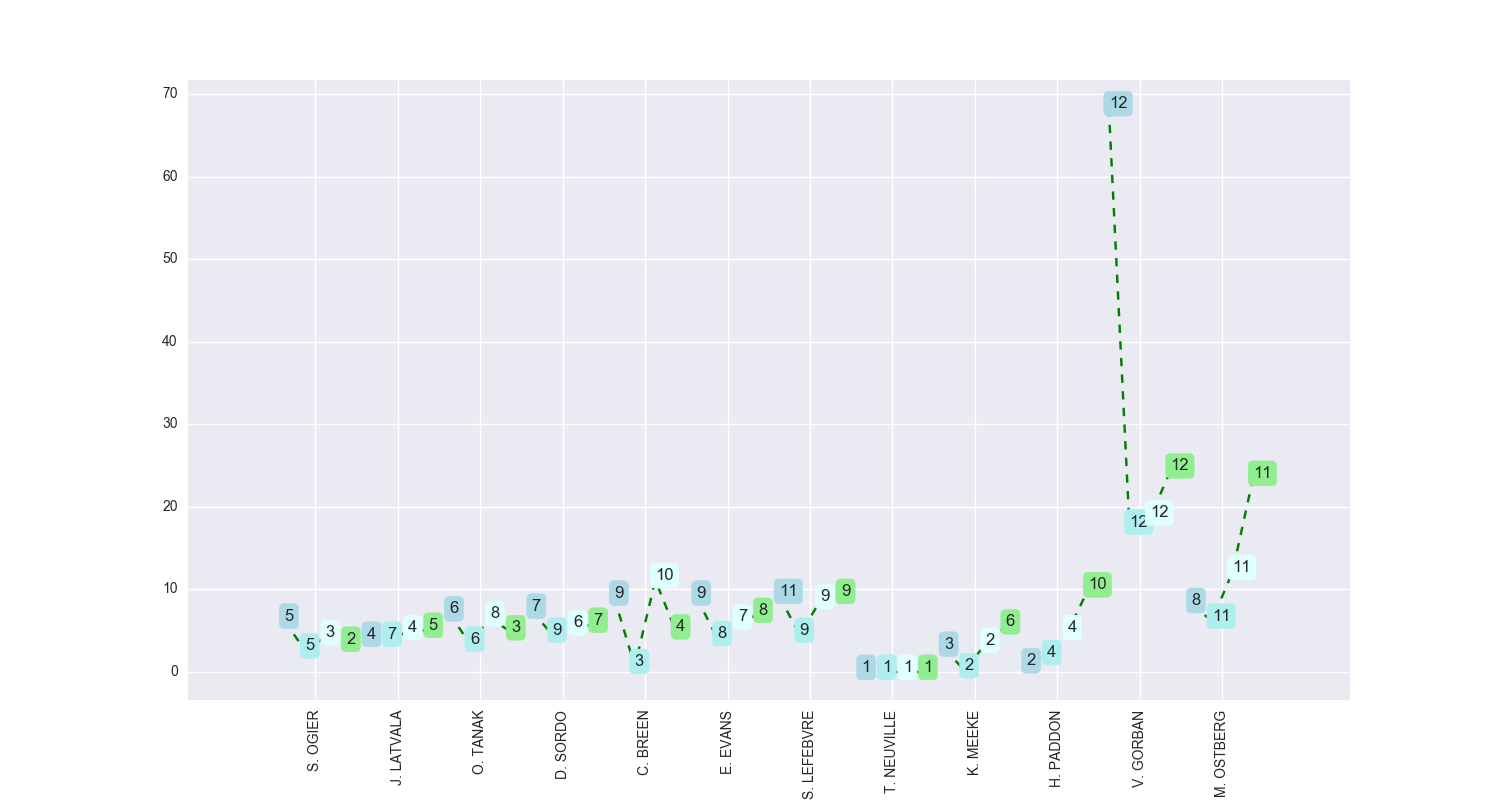 70
60
50
40
30
20
10
0
5 5 3 2
4 7 4 5
6 6 8 3
7 9 6 7
9 3 10 4
9 8 7 8
11 9 9 9
1 1 1 1
3 2 2 6
2 4 4 10
12 12 12 12
8 11 11 11
S. OGIER
J. LATVALA
O. TANAK
D. SORDO
C. BREEN
E. EVANS
S. LEFEBVRE
T. NEUVILLE
K. MEEKE
H. PADDON
V. GORBAN
M. OSTBERG